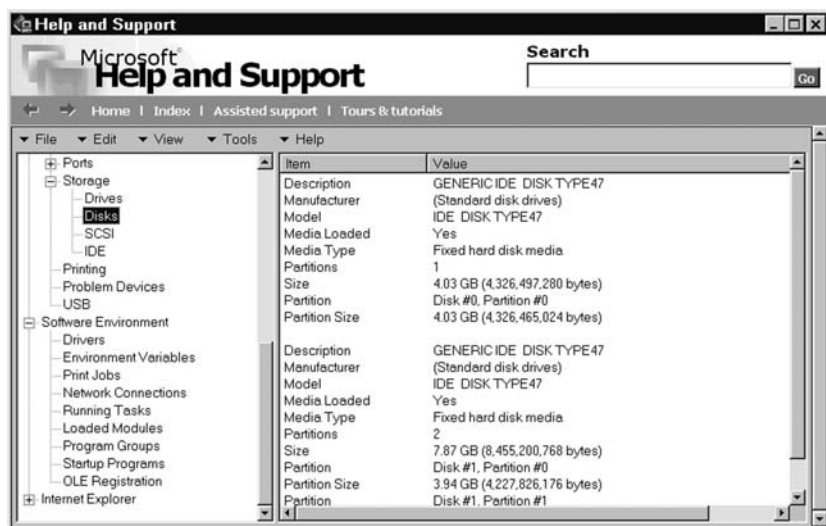 Help and Support
Microsoft
Help and Support
Search
Go
Home | Index | Assisted support | Tours & tutorials
File Edit View Tools Help
Ports
Storage
Drives
Disks
SCSI
IDE
Printing
Problem Devices
USB
Software Environment
Drivers
Environment Variables
Print Jobs
Network Connections
Running Tasks
Loaded Modules
Program Groups
Startup Programs
OLE Registration
Internet Explorer
Item Value
Description GENERIC IDE DISK TYPE47
Manufacturer (Standard disk drives)
Model IDE DISK TYPE47
Media Loaded Yes
Media Type Fixed hard disk media
Partitions 1
Size 4.03 GB (4,326,497,280 bytes)
Partition Disk #0, Partition #0
Partition Size 4.03 GB (4,326,465,024 bytes)
Description GENERIC IDE DISK TYPE47
Manufacturer (Standard disk drives)
Model IDE DISK TYPE47
Media Loaded Yes
Media Type Fixed hard disk media
Partitions 2
Size 7.87 GB (8,455,200,768 bytes)
Partition Disk #1, Partition #0
Partition Size 3.94 GB (4,227,826,176 bytes)
Partition Disk #1, Partition #1